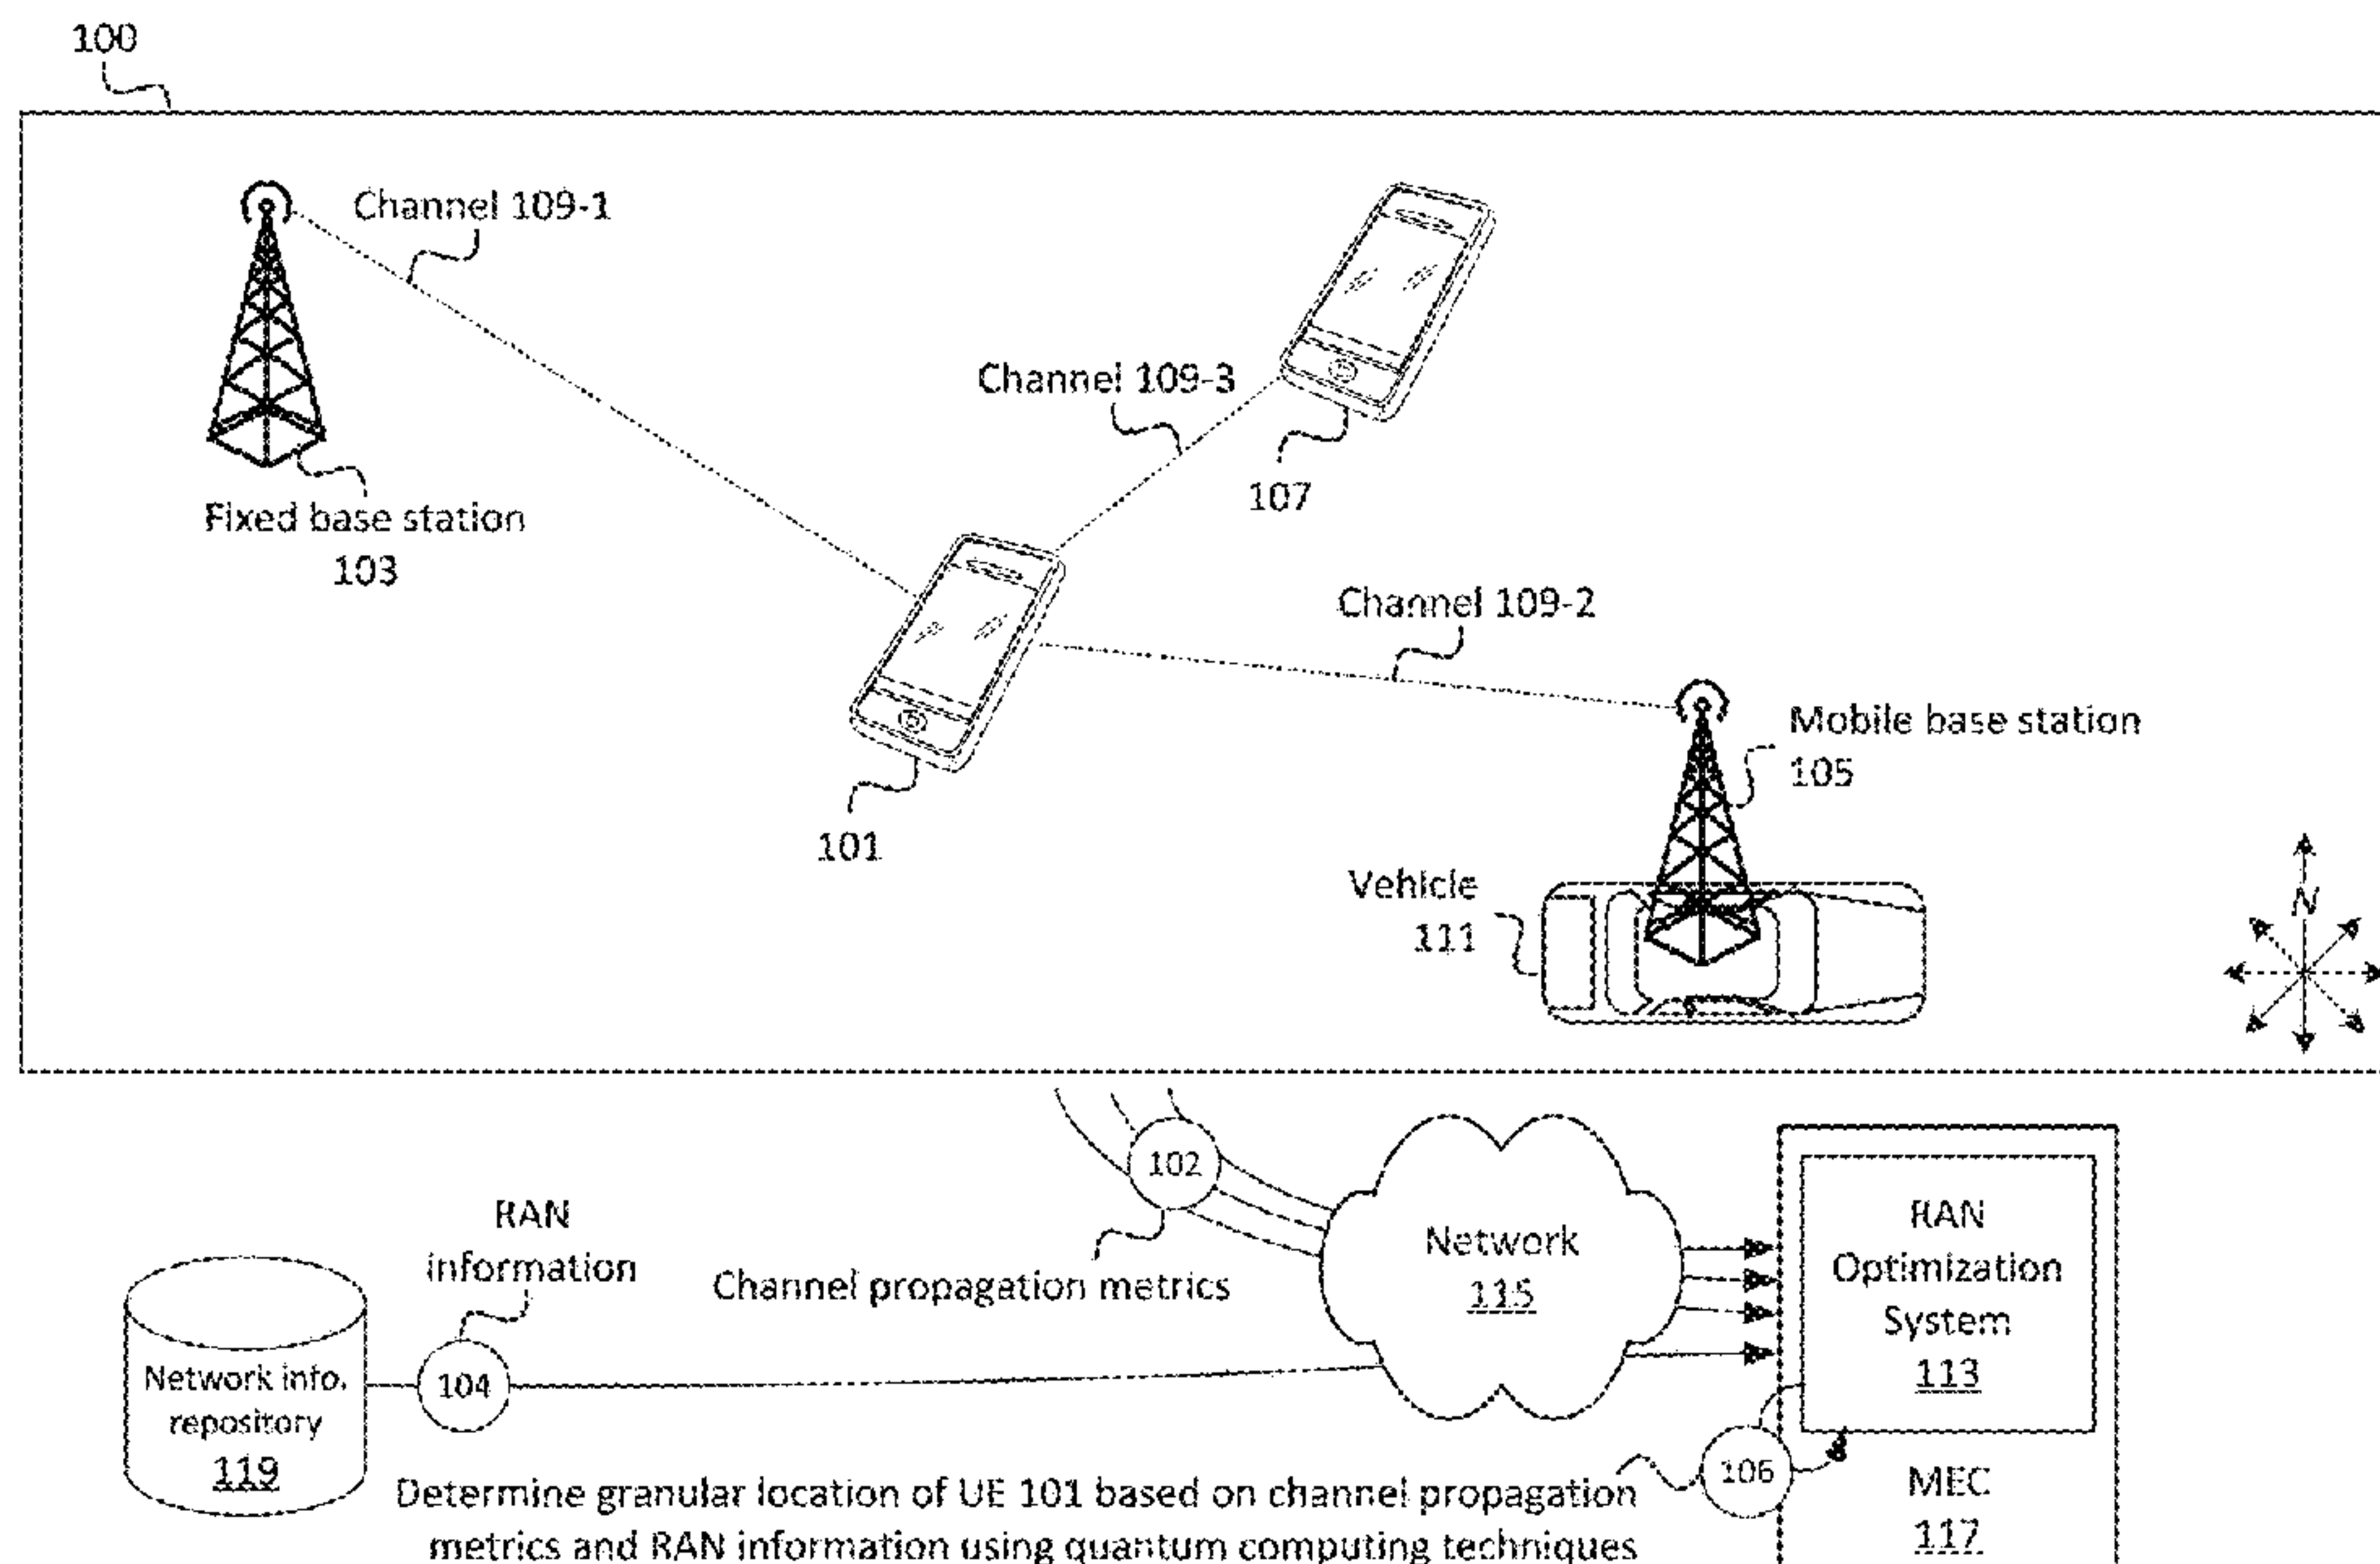 100
Channel 109-1
Channel 109-3
107
Fixed base station
103
Channel 109-2
Mobile base station
105
101
Vehicle
111
N
102
RAN
information
Channel propagation metrics
Network
115
RAN
Optimization
System
113
Network info.
repository
119
104
106
Determine granular location of UE 101 based on channel propagation
metrics and RAN information using quantum computing techniques
MEC
117